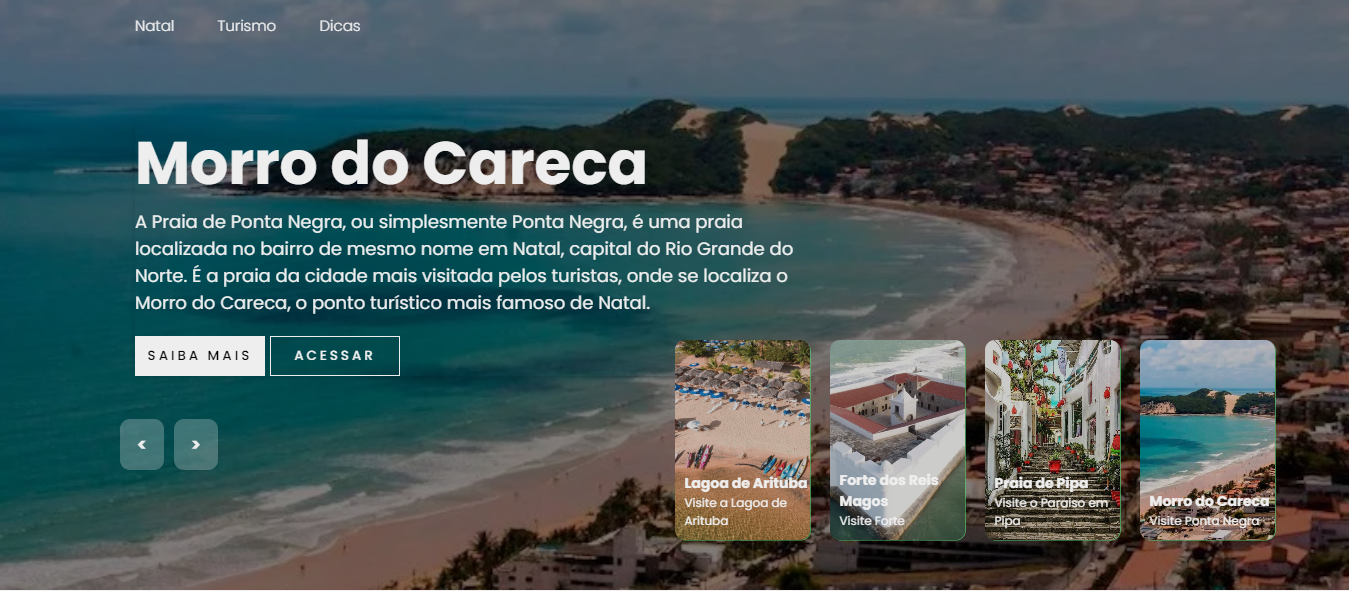 Natal Turismo Dicas
Morro do Careca
A Praia de Ponta Negra, ou simplesmente Ponta Negra, é uma praia
localizada no bairro de mesmo nome em Natal, capital do Rio Grande do
Norte. É a praia da cidade mais visitada pelos turistas, onde se localiza o
Morro do Careca, o ponto turístico mais famoso de Natal.
SAIBA MAIS ACESSAR
< >
Lagoa de Arituba
Visite a Lagoa de
Arituba
Forte dos Reis
Magos
Visite Forte
Praia de Pipa
Visite o Paraiso em
Pipa
Morro do Careca
Visite Ponta Negra